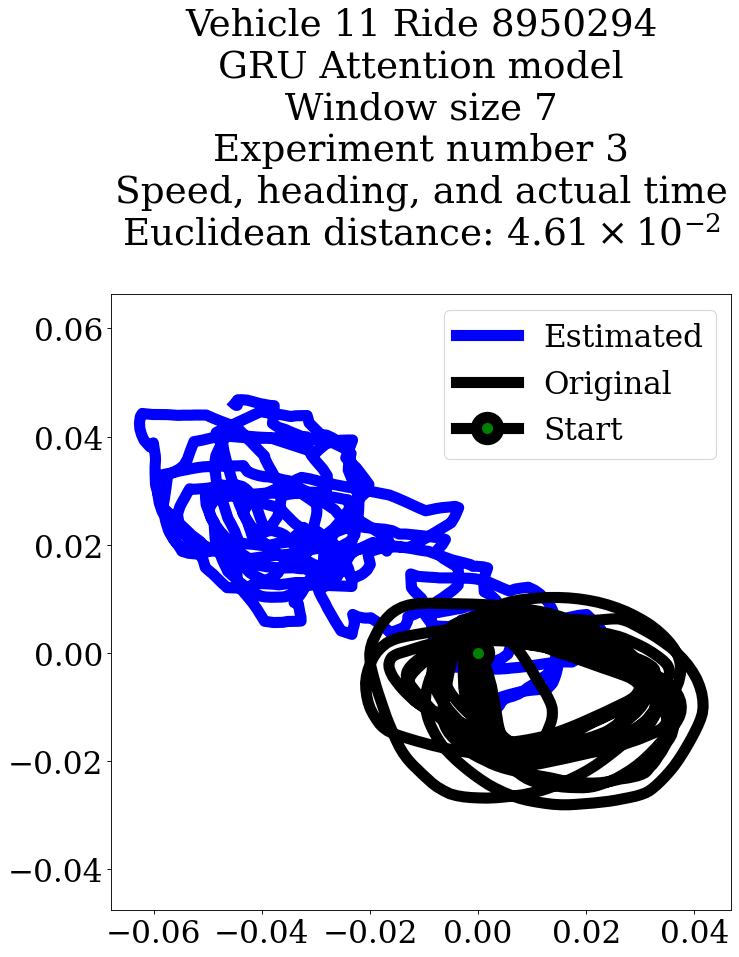 Vehicle 11 Ride 8950294
GRU Attention model
Window size 7
Experiment number 3
Speed, heading, and actual time
Euclidean distance: 4.61 × 10⁻²
Estimated
Original
Start
0.06
0.04
0.02
0.00
−0.02
−0.04
−0.06 −0.04 −0.02 0.00 0.02 0.04